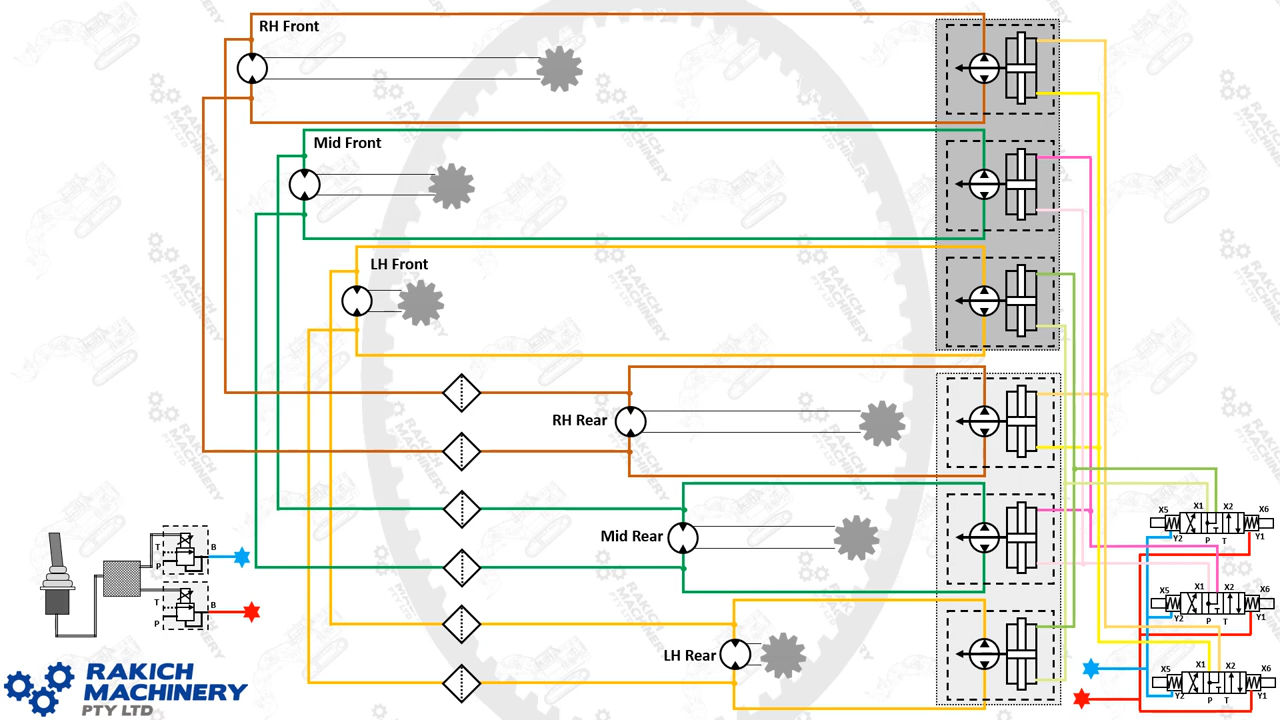 RH Front
Mid Front
LH Front
RH Rear
Mid Rear
LH Rear
T
P
B
T
P
B
X5
X1
X2
X6
Y2
P
T
Y1
X5
X1
X2
X6
Y2
P
T
Y1
X5
X1
X2
X6
Y2
P
T
Y1
RAKICH
MACHINERY
PTY LTD